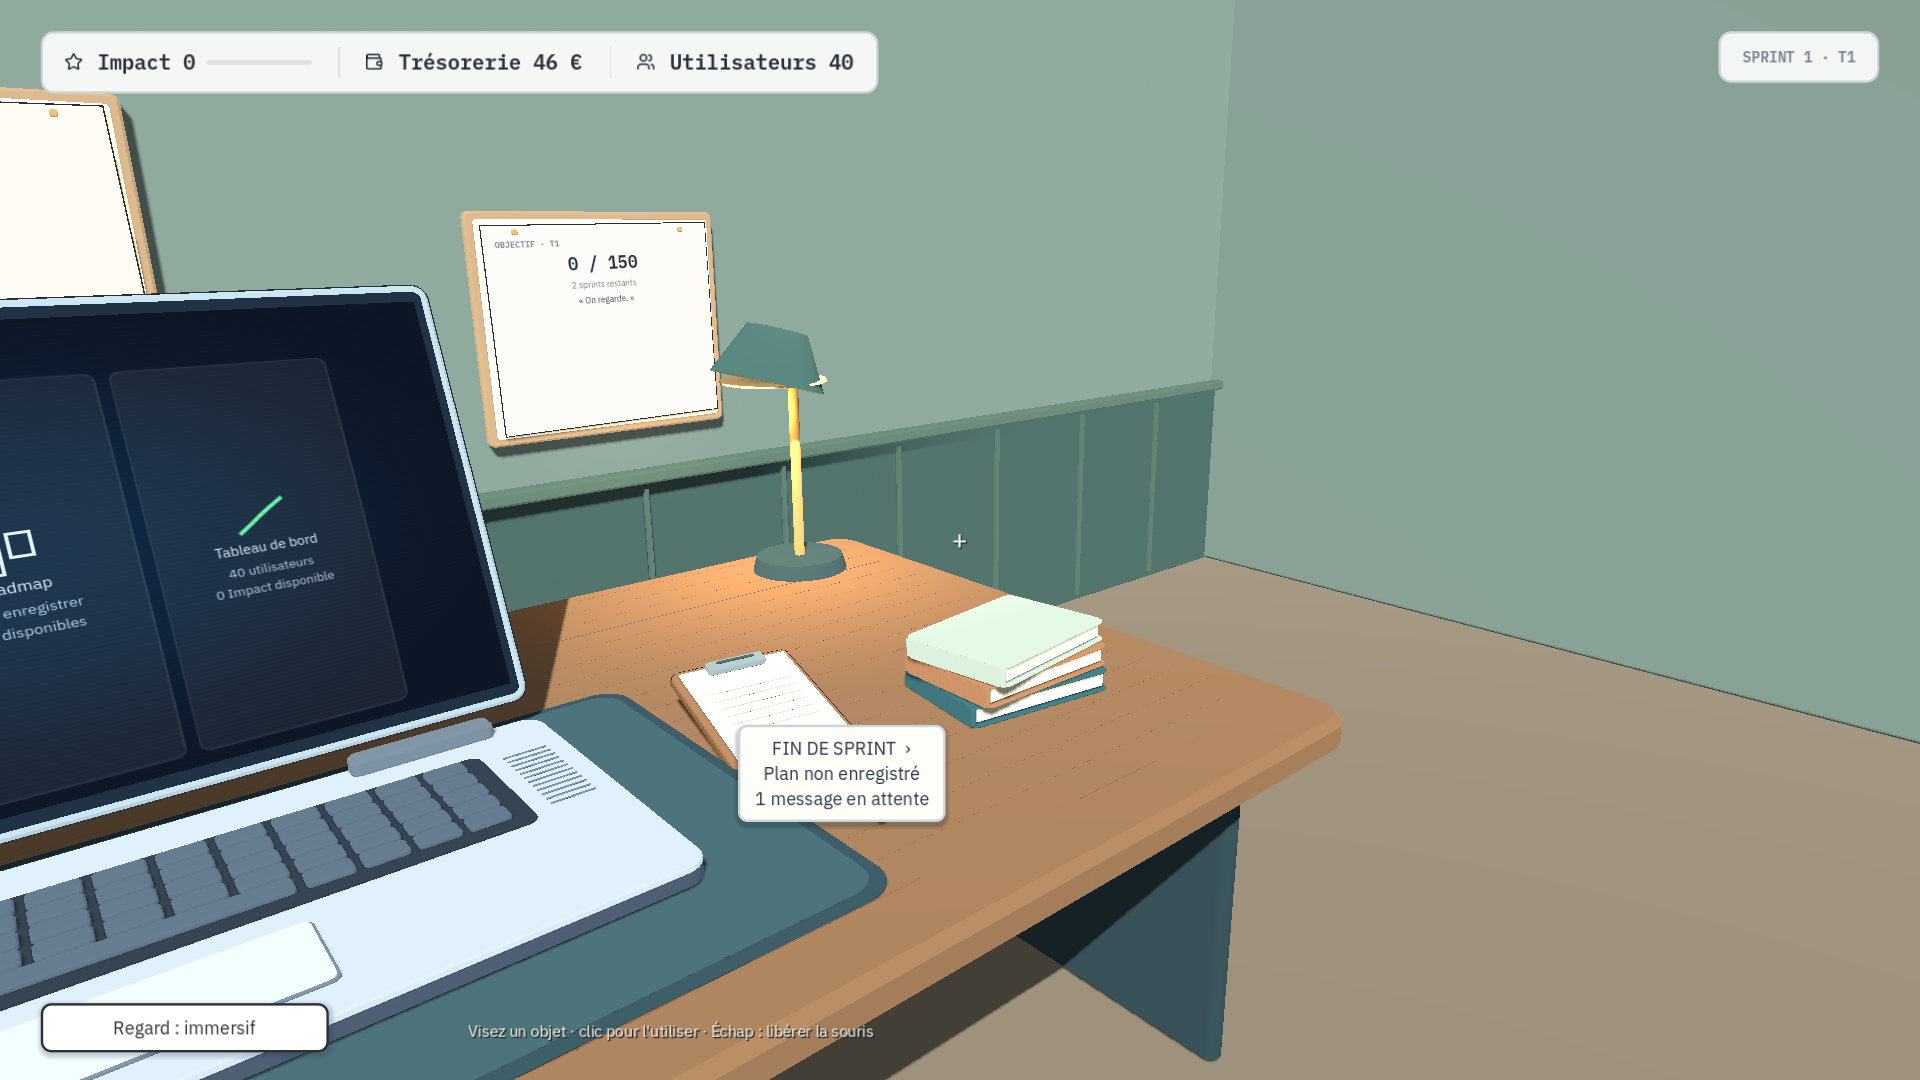 Impact 0
Trésorerie 46 €
Utilisateurs 40
SPRINT 1 · T1
OBJECTIF · T1
0 / 150
2 sprints restants
« On regarde. »
Tableau de bord
40 utilisateurs
0 Impact disponible
enregistrer
disponibles
FIN DE SPRINT ›
Plan non enregistré
1 message en attente
Regard : immersif
Visez un objet · clic pour l'utiliser · Échap : libérer la souris